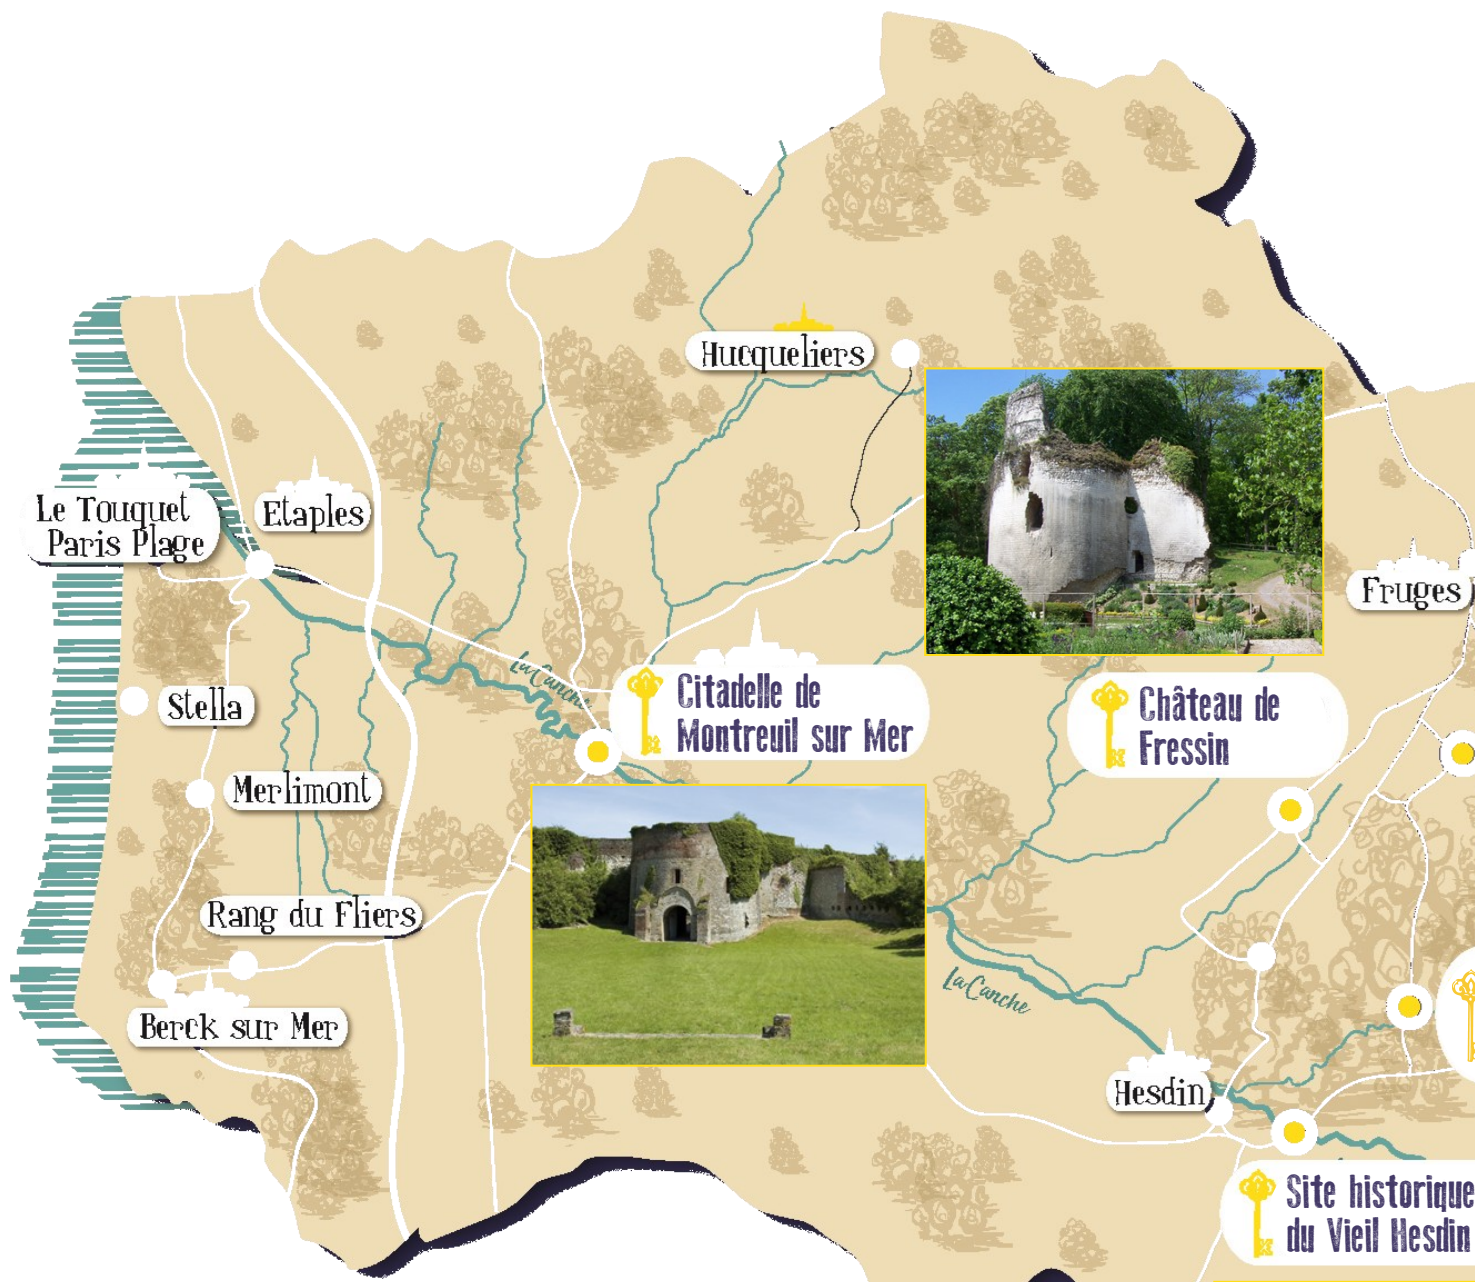 Hucqueliers
Le Touquet
Paris Plage
Etaples
Fruges
La Canche
Citadelle de
Montreuil sur Mer
Château de
Fressin
Stella
Merlimont
Rang du Fliers
La Canche
Berck sur Mer
Hesdin
Site historique
du Vieil Hesdin